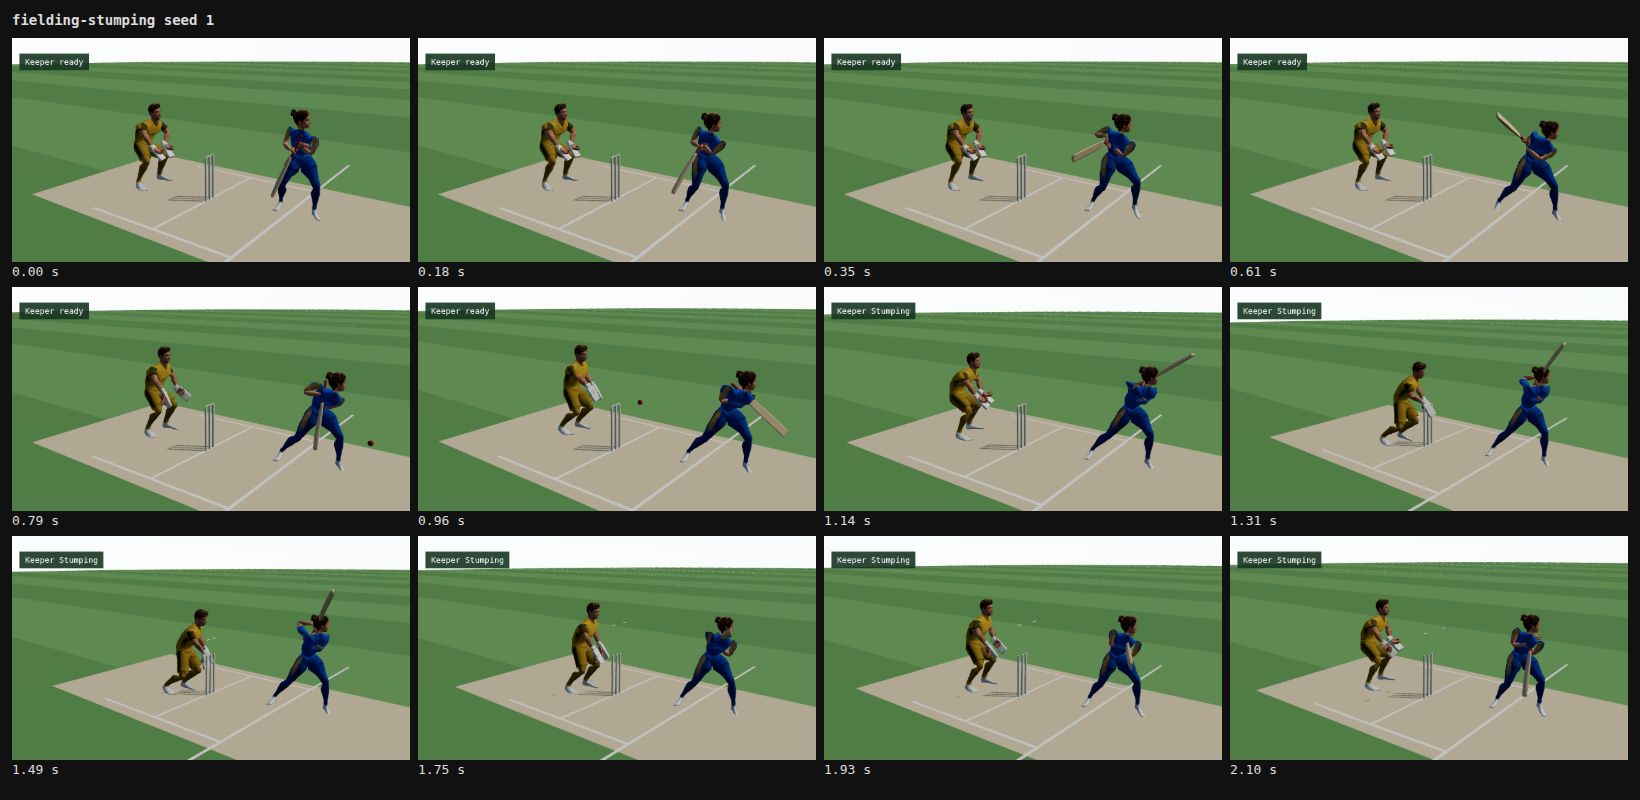 fielding-stumping seed 1
Keeper ready
Keeper ready
Keeper ready
Keeper ready
0.00 s
0.18 s
0.35 s
0.61 s
Keeper ready
Keeper ready
Keeper Stumping
Keeper Stumping
0.79 s
0.96 s
1.14 s
1.31 s
Keeper Stumping
Keeper Stumping
Keeper Stumping
Keeper Stumping
1.49 s
1.75 s
1.93 s
2.10 s